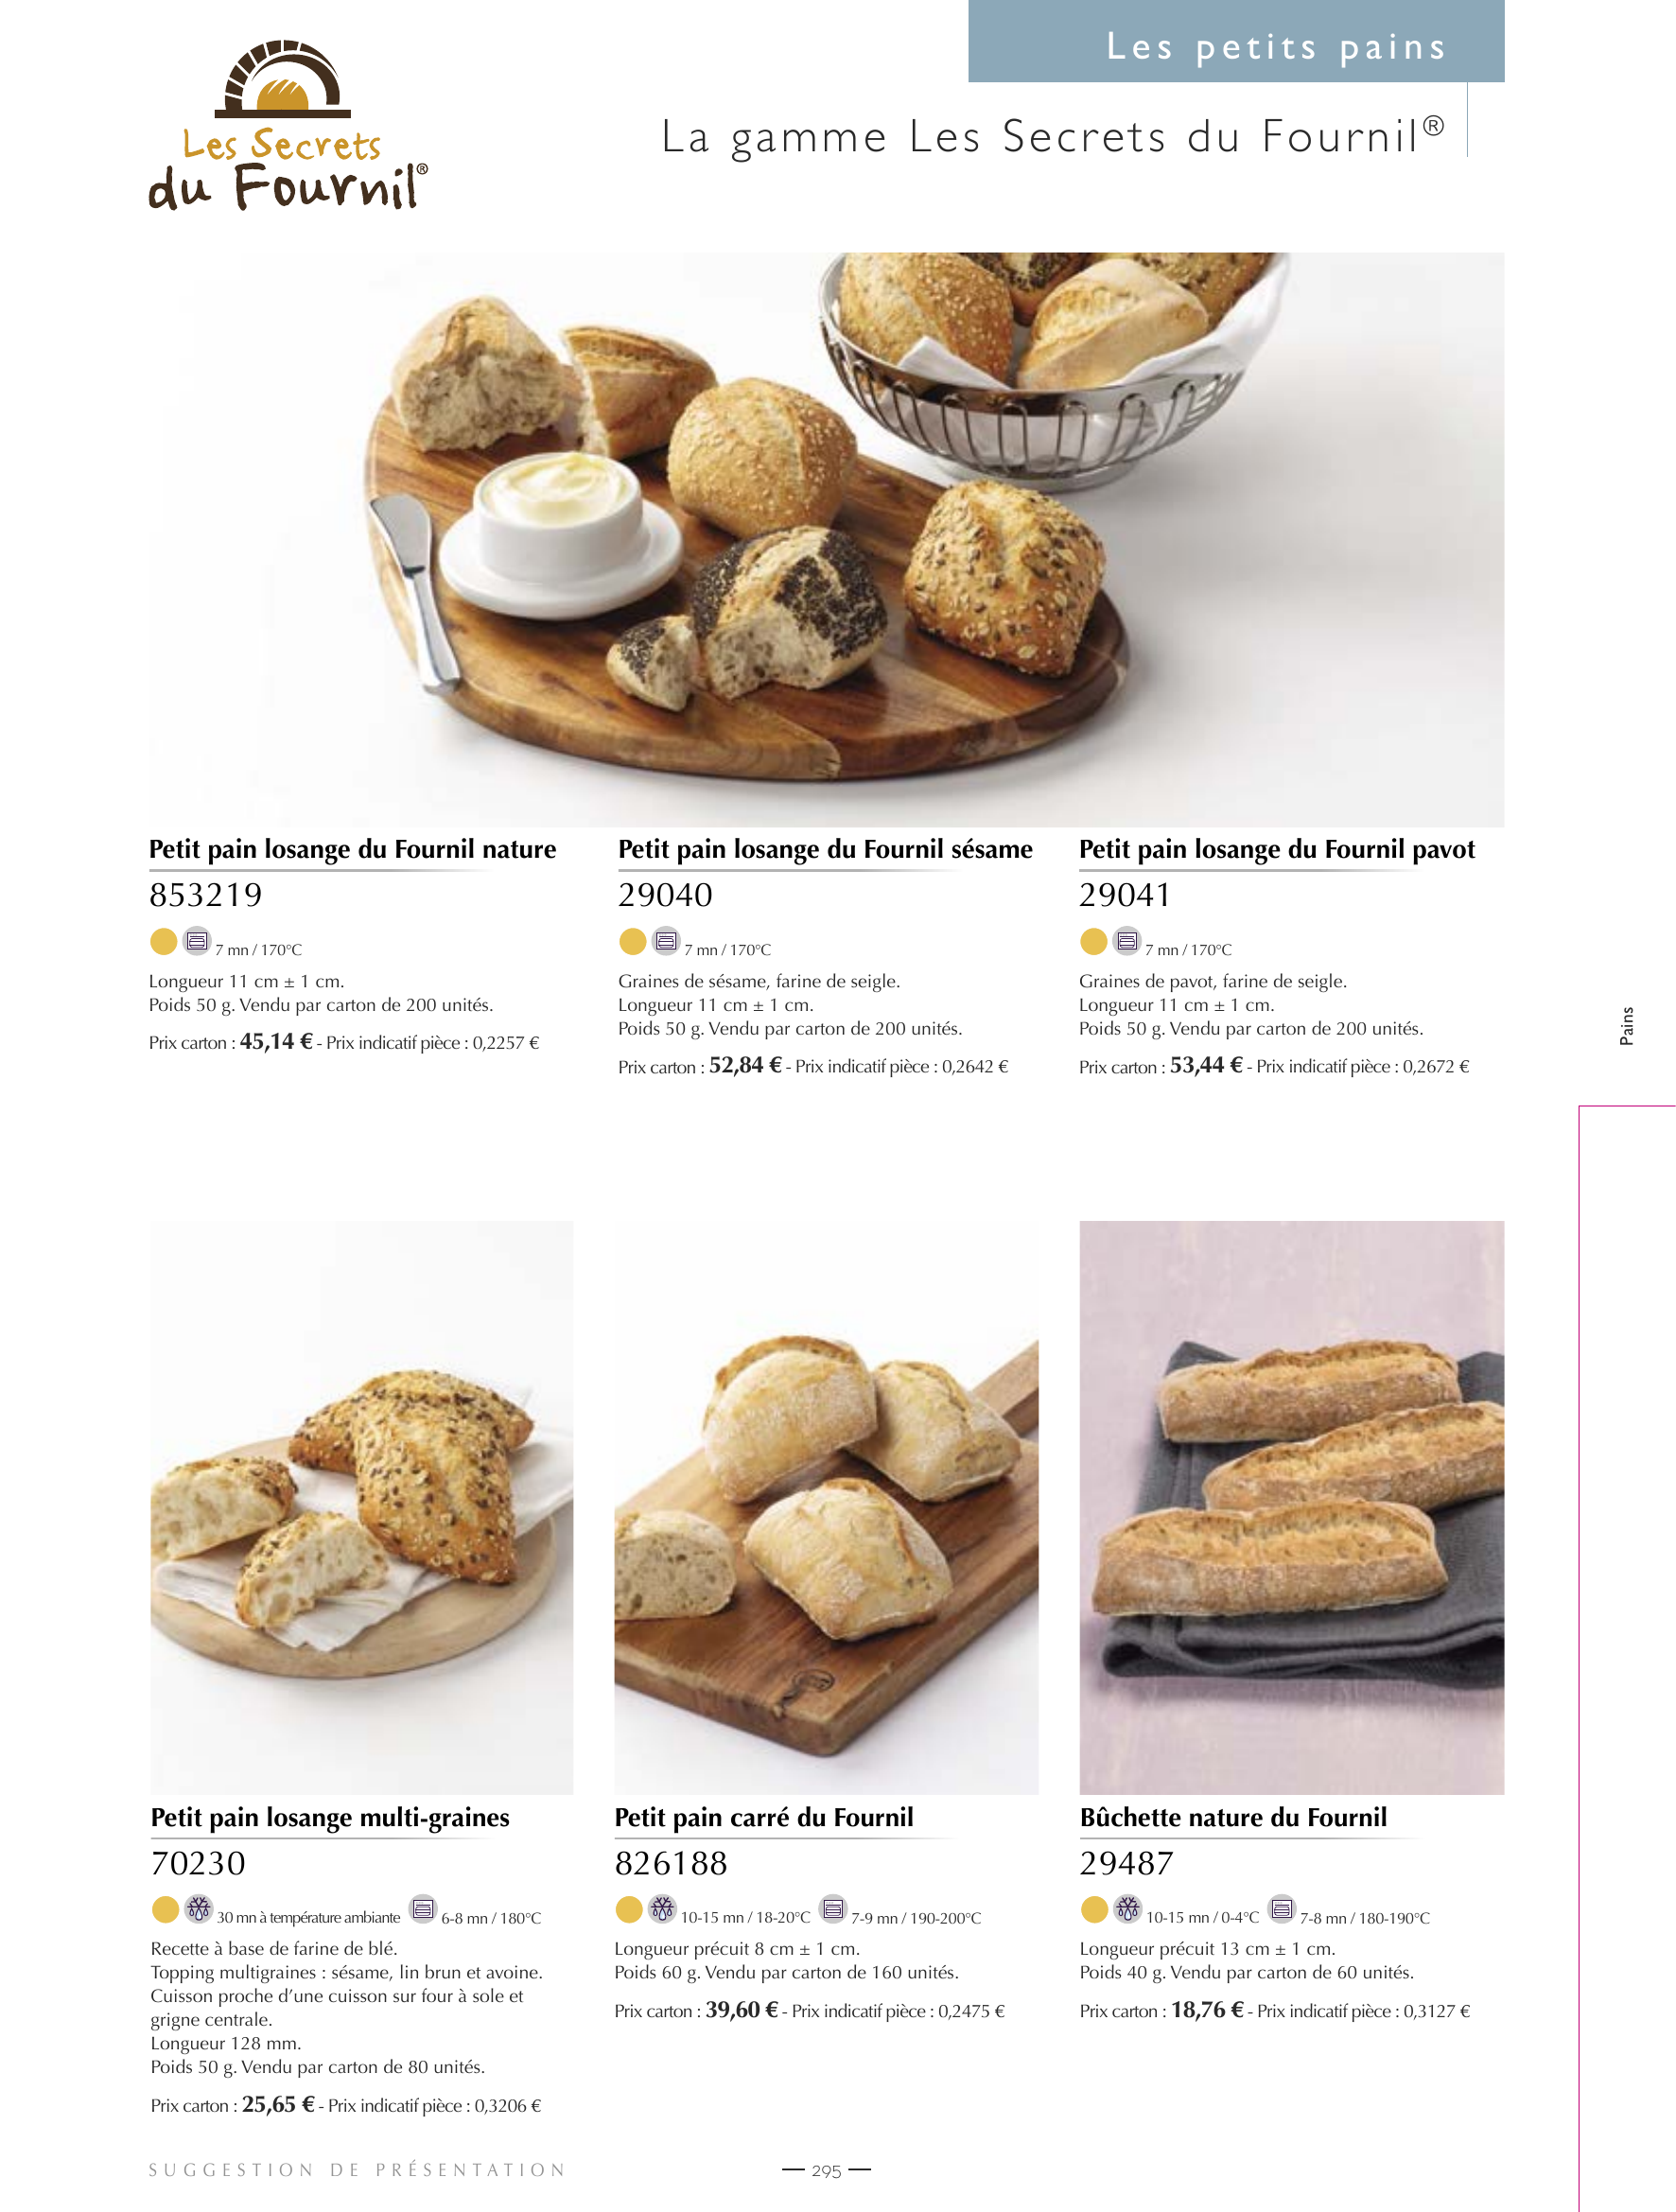 Les petits pains
Les Secrets
du Fournil®
La gamme Les Secrets du Fournil®
Petit pain losange du Fournil nature
853219
7 mn / 170°C
Longueur 11 cm ± 1 cm.
Poids 50 g. Vendu par carton de 200 unités.
Prix carton : 45,14 € - Prix indicatif pièce : 0,2257 €
Petit pain losange du Fournil sésame
29040
7 mn / 170°C
Graines de sésame, farine de seigle.
Longueur 11 cm ± 1 cm.
Poids 50 g. Vendu par carton de 200 unités.
Prix carton : 52,84 € - Prix indicatif pièce : 0,2642 €
Petit pain losange du Fournil pavot
29041
7 mn / 170°C
Graines de pavot, farine de seigle.
Longueur 11 cm ± 1 cm.
Poids 50 g. Vendu par carton de 200 unités.
Prix carton : 53,44 € - Prix indicatif pièce : 0,2672 €
Pains
Petit pain losange multi-graines
70230
30 mn à température ambiante 6-8 mn / 180°C
Recette à base de farine de blé.
Topping multigraines : sésame, lin brun et avoine.
Cuisson proche d'une cuisson sur four à sole et
grigne centrale.
Longueur 128 mm.
Poids 50 g. Vendu par carton de 80 unités.
Prix carton : 25,65 € - Prix indicatif pièce : 0,3206 €
Petit pain carré du Fournil
826188
10-15 mn / 18-20°C 7-9 mn / 190-200°C
Longueur précuit 8 cm ± 1 cm.
Poids 60 g. Vendu par carton de 160 unités.
Prix carton : 39,60 € - Prix indicatif pièce : 0,2475 €
Bûchette nature du Fournil
29487
10-15 mn / 0-4°C 7-8 mn / 180-190°C
Longueur précuit 13 cm ± 1 cm.
Poids 40 g. Vendu par carton de 60 unités.
Prix carton : 18,76 € - Prix indicatif pièce : 0,3127 €
SUGGESTION DE PRÉSENTATION
— 295 —